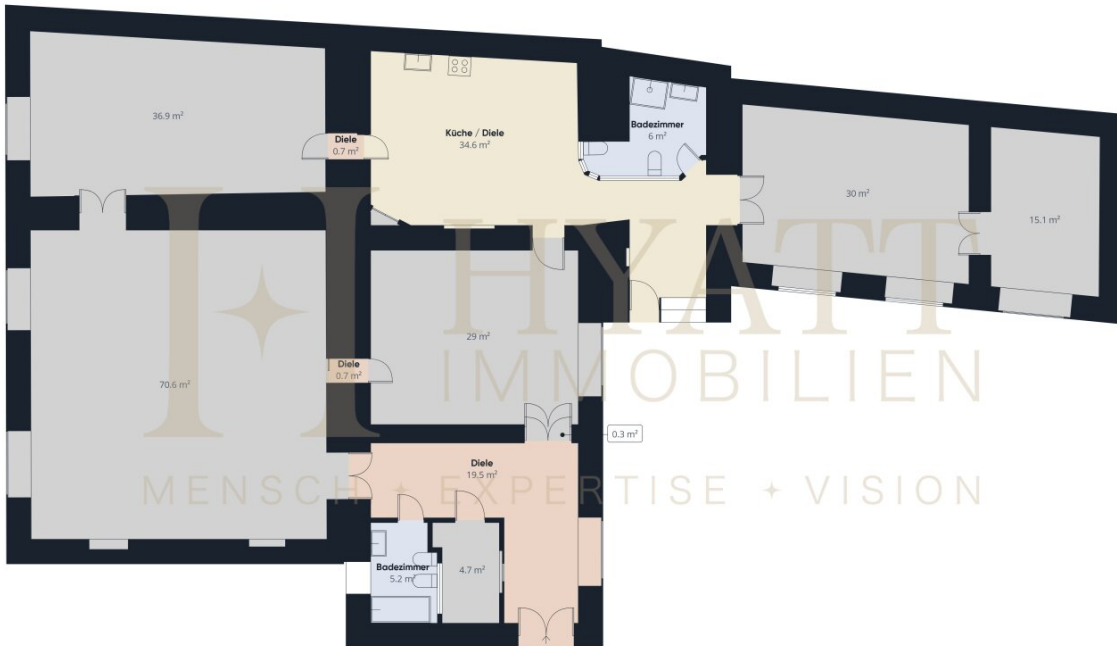 36.9 m²
Diele
0.7 m²
Küche / Diele
34.6 m²
Badezimmer
6 m²
30 m²
15.1 m²
HYATT
IMMOBILIEN
MENSCH EXPERTISE VISION
70.6 m²
Diele
0.7 m²
29 m²
0.3 m²
Diele
19.5 m²
Badezimmer
5.2 m²
4.7 m²